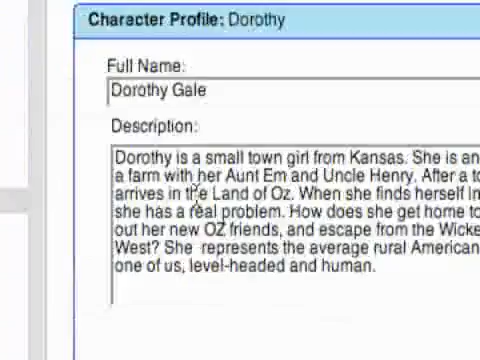 Character Profile: Dorothy
Full Name:
Dorothy Gale
Description:
Dorothy is a small town girl from Kansas. She is an
a farm with her Aunt Em and Uncle Henry. After a to
arrives in the Land of Oz. When she finds herself in
she has a real problem. How does she get home to
out her new OZ friends, and escape from the Wicke
West? She represents the average rural American
one of us, level-headed and human.